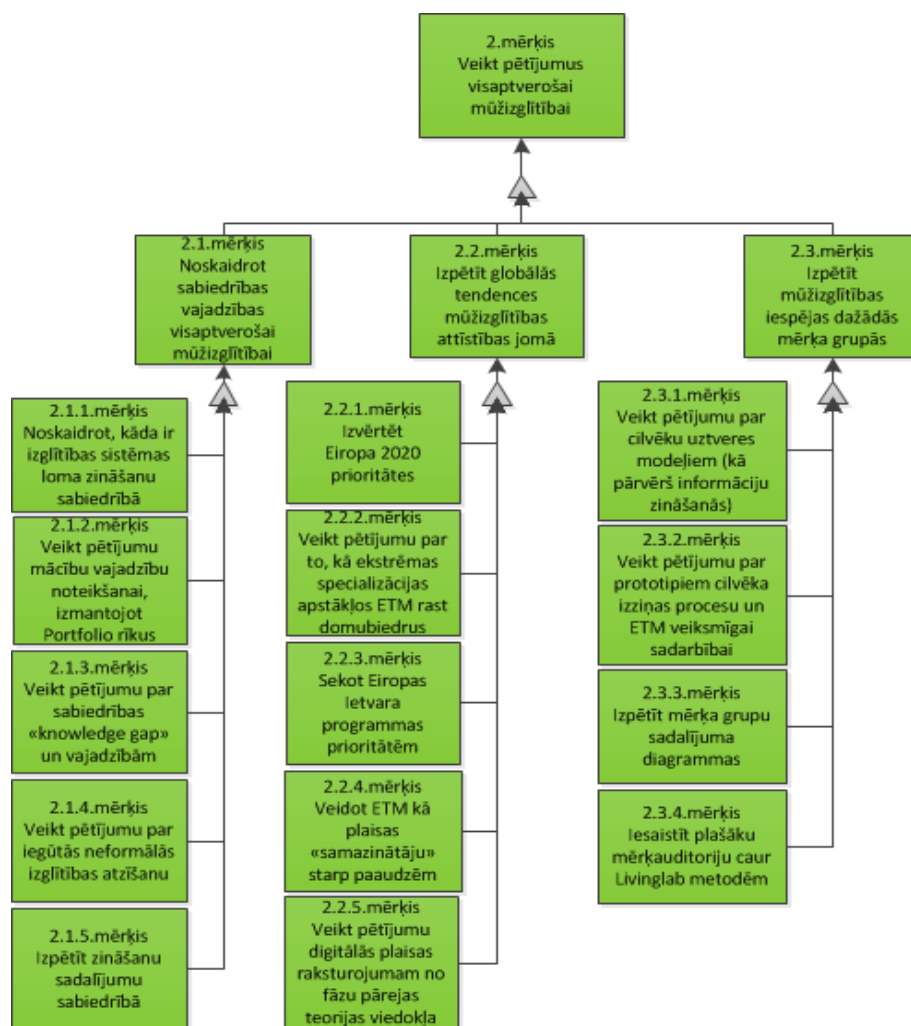 2.mērķis
Veikt pētījumus
visaptverošai
mūžizglītībai
2.1.mērķis
Noskaidrot
sabiedrības
vajadzības
visaptverošai
mūžizglītībai
2.2.mērķis
Izpētīt globālās
tendences
mūžizglītības
attīstības jomā
2.3.mērķis
Izpētīt
mūžizglītības
iespējas dažādās
mērķa grupās
2.1.1.mērķis
Noskaidrot, kāda ir
izglītības sistēmas
loma zināšanu
sabiedrībā
2.1.2.mērķis
Veikt pētījumu
mācību vajadzību
noteikšanai,
izmantojot
Portfolio rīkus
2.1.3.mērķis
Veikt pētījumu par
sabiedrības
«knowledge gap»
un vajadzībām
2.1.4.mērķis
Veikt pētījumu par
iegūtās neformālās
izglītības atzīšanu
2.1.5.mērķis
Izpētīt zināšanu
sadalījumu
sabiedrībā
2.2.1.mērķis
Izvērtēt
Eiropa 2020
prioritātes
2.2.2.mērķis
Veikt pētījumu par
to, kā ekstrēmas
specializācijas
apstākļos ETM rast
domubiedrus
2.2.3.mērķis
Sekot Eiropas
Ietvara
programmas
prioritātēm
2.2.4.mērķis
Veidot ETM kā
plaisas
«samazinātāju»
starp paaudzēm
2.2.5.mērķis
Veikt pētījumu
digitālās plaisas
raksturojumam no
fāzu pārejas
teorijas viedokļa
2.3.1.mērķis
Veikt pētījumu par
cilvēku uztveres
modeļiem (kā
pārvērš informāciju
zināšanās)
2.3.2.mērķis
Veikt pētījumu par
prototipiem cilvēka
izziņas procesu un
ETM veiksmīgai
sadarbībai
2.3.3.mērķis
Izpētīt mērķa grupu
sadalījuma
diagrammas
2.3.4.mērķis
Iesaistīt plašāku
mērķauditoriju caur
Livinglab metodēm